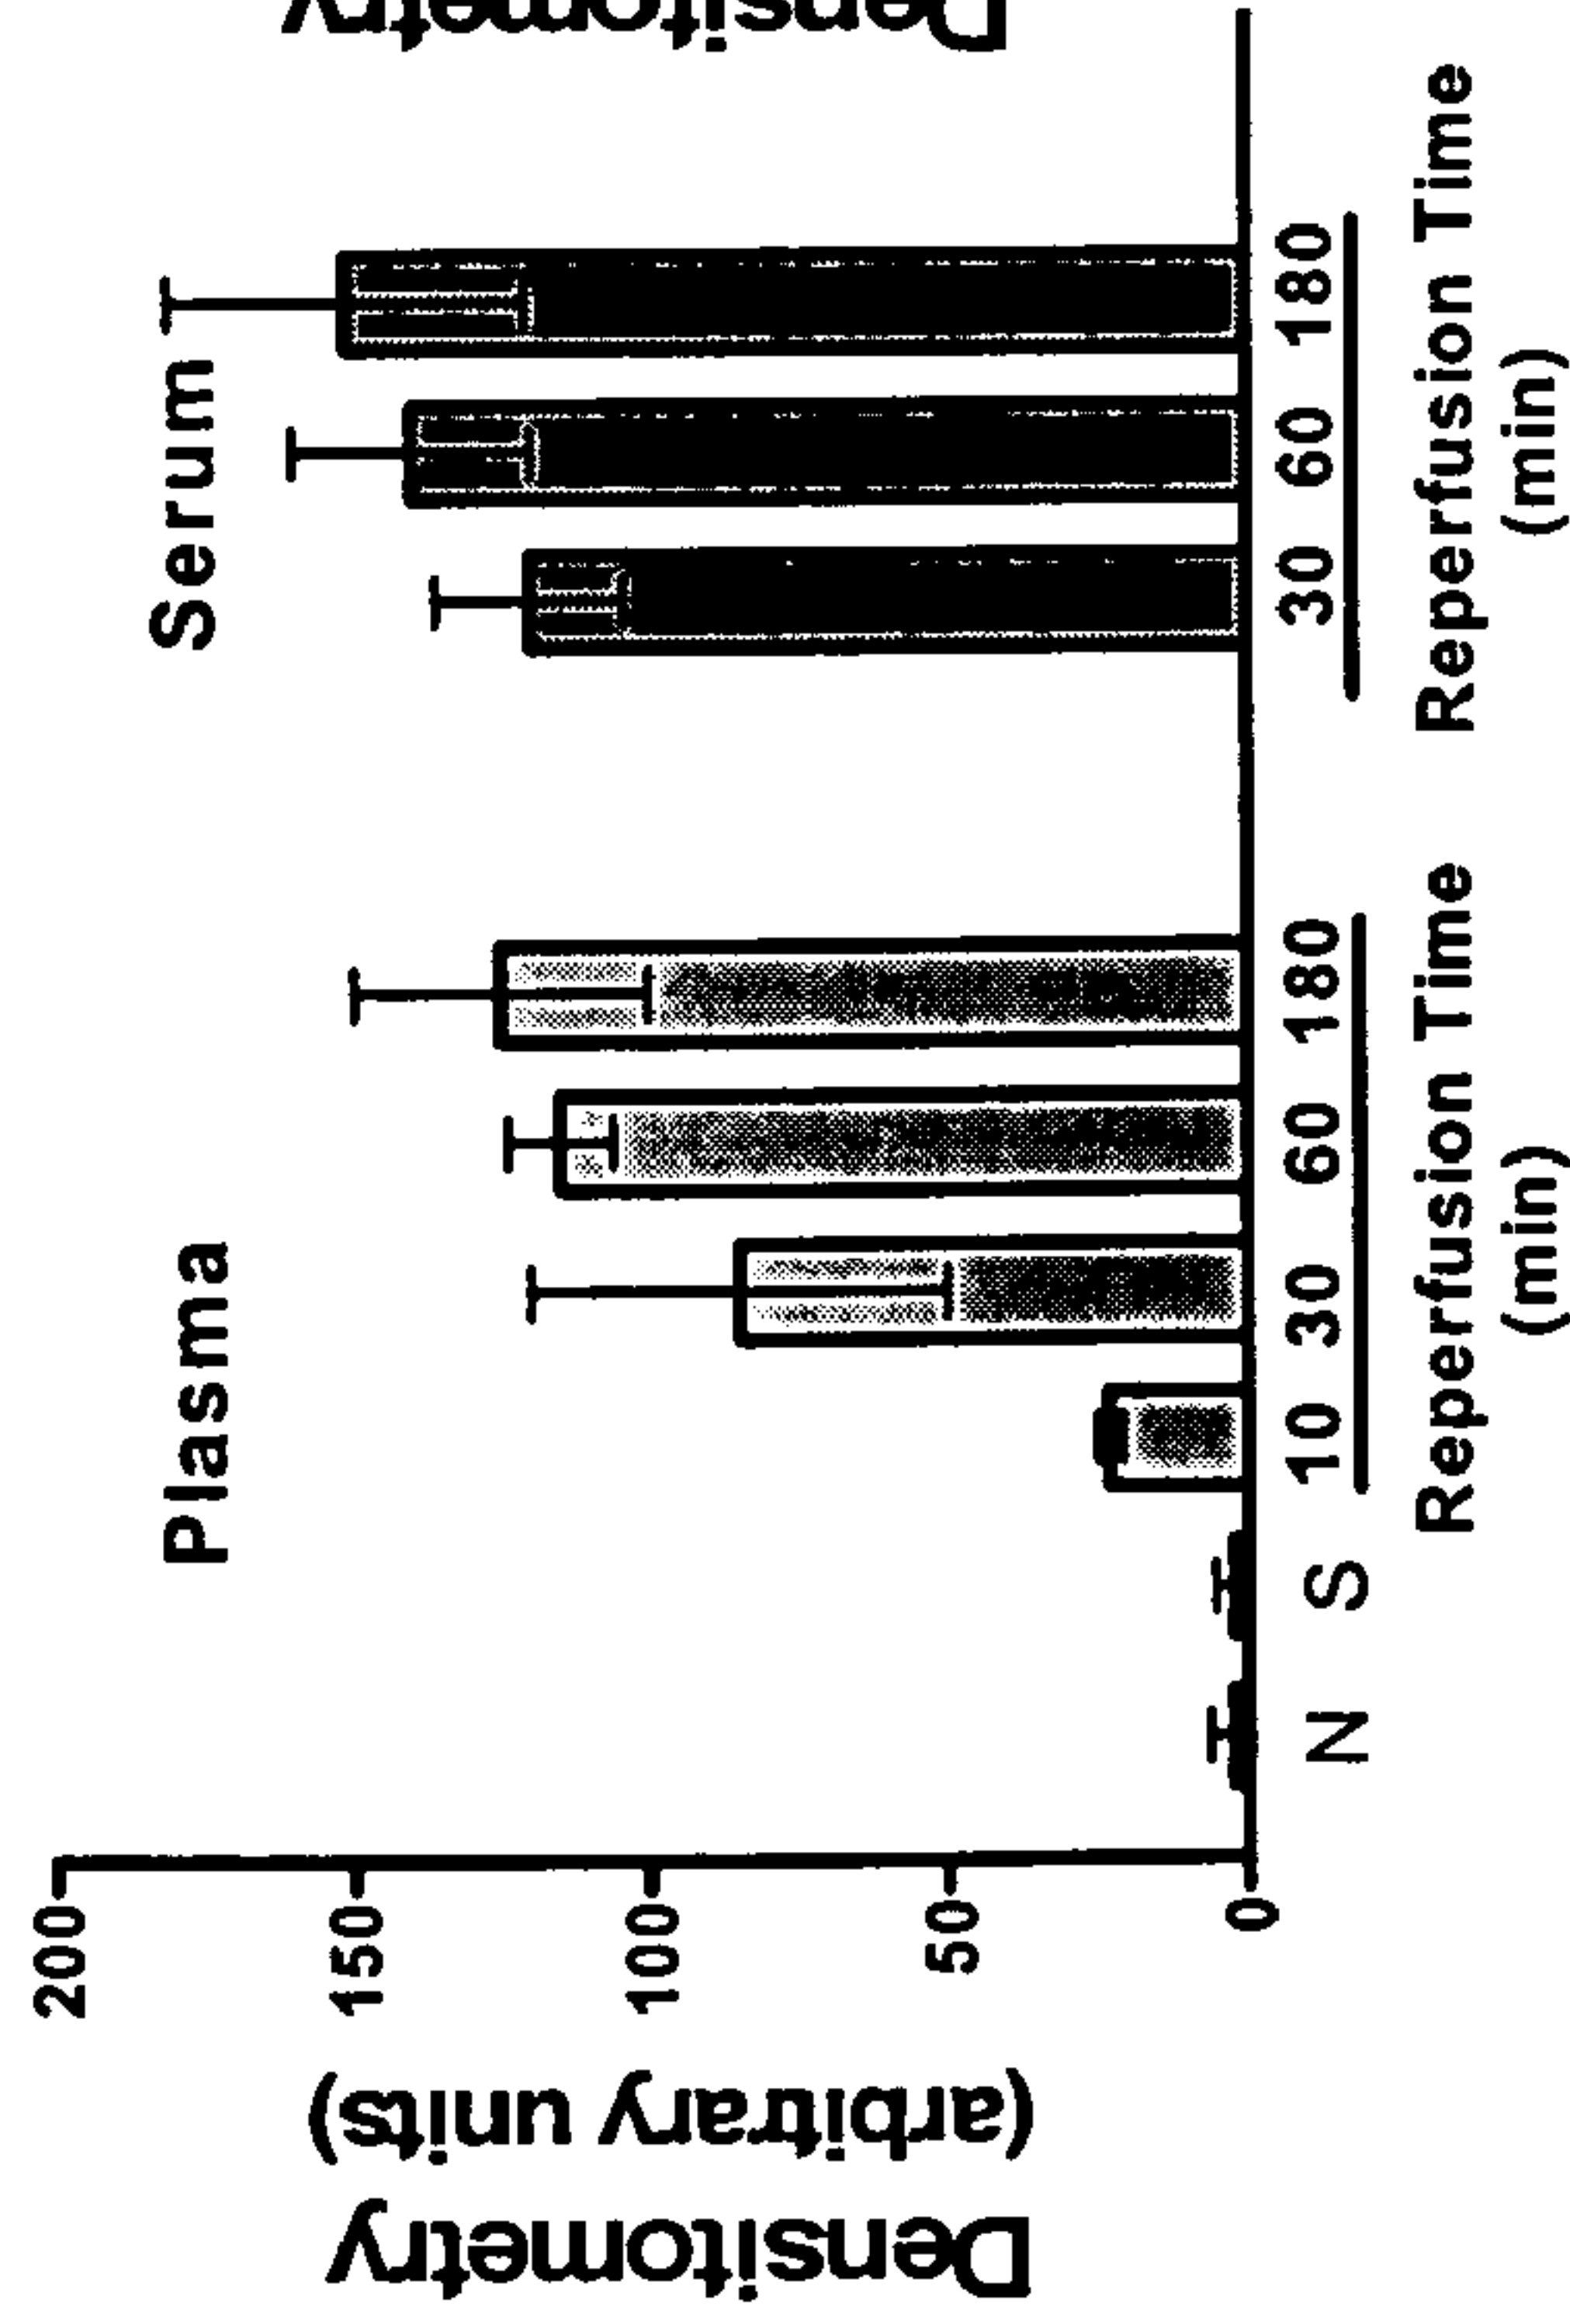 Densitometry
(arbitrary units)
200
150
100
50
0
Plasma
Serum
N S 10 30 60 180 30 60 180
Reperfusion Time
(min)
Reperfusion Time
(min)
Densitometry